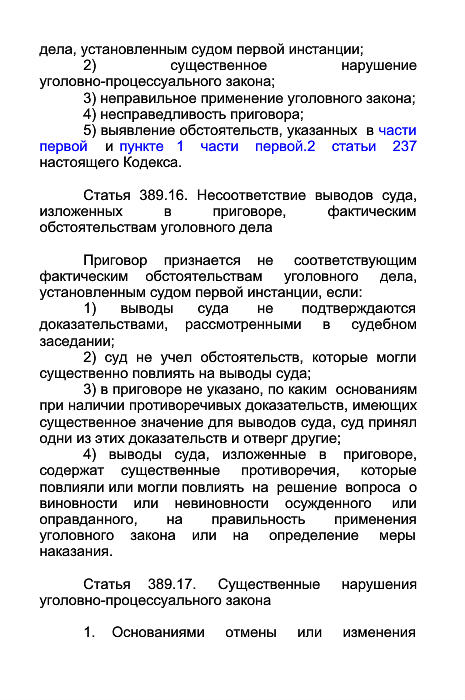 дела, установленным судом первой инстанции;
2) существенное нарушение
уголовно-процессуального закона;
3) неправильное применение уголовного закона;
4) несправедливость приговора;
5) выявление обстоятельств, указанных в части
первой и пункте 1 части первой.2 статьи 237
настоящего Кодекса.
Статья 389.16. Несоответствие выводов суда,
изложенных в приговоре, фактическим
обстоятельствам уголовного дела
Приговор признается не соответствующим
фактическим обстоятельствам уголовного дела,
установленным судом первой инстанции, если:
1) выводы суда не подтверждаются
доказательствами, рассмотренными в судебном
заседании;
2) суд не учел обстоятельств, которые могли
существенно повлиять на выводы суда;
3) в приговоре не указано, по каким основаниям
при наличии противоречивых доказательств, имеющих
существенное значение для выводов суда, суд принял
одни из этих доказательств и отверг другие;
4) выводы суда, изложенные в приговоре,
содержат существенные противоречия, которые
повлияли или могли повлиять на решение вопроса о
виновности или невиновности осужденного или
оправданного, на правильность применения
уголовного закона или на определение меры
наказания.
Статья 389.17. Существенные нарушения
уголовно-процессуального закона
1. Основаниями отмены или изменения